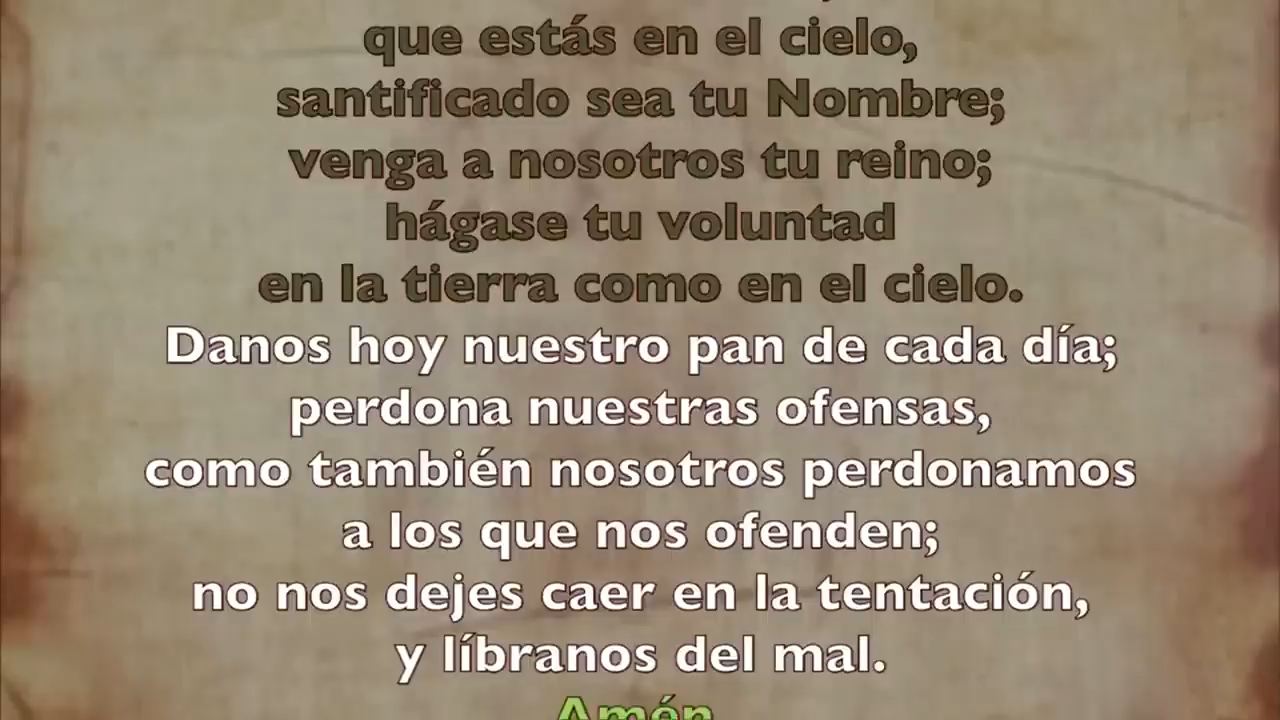 que estás en el cielo,
santificado sea tu Nombre;
venga a nosotros tu reino;
hágase tu voluntad
en la tierra como en el cielo.
Danos hoy nuestro pan de cada día;
perdona nuestras ofensas,
como también nosotros perdonamos
a los que nos ofenden;
no nos dejes caer en la tentación,
y líbranos del mal.
Amén